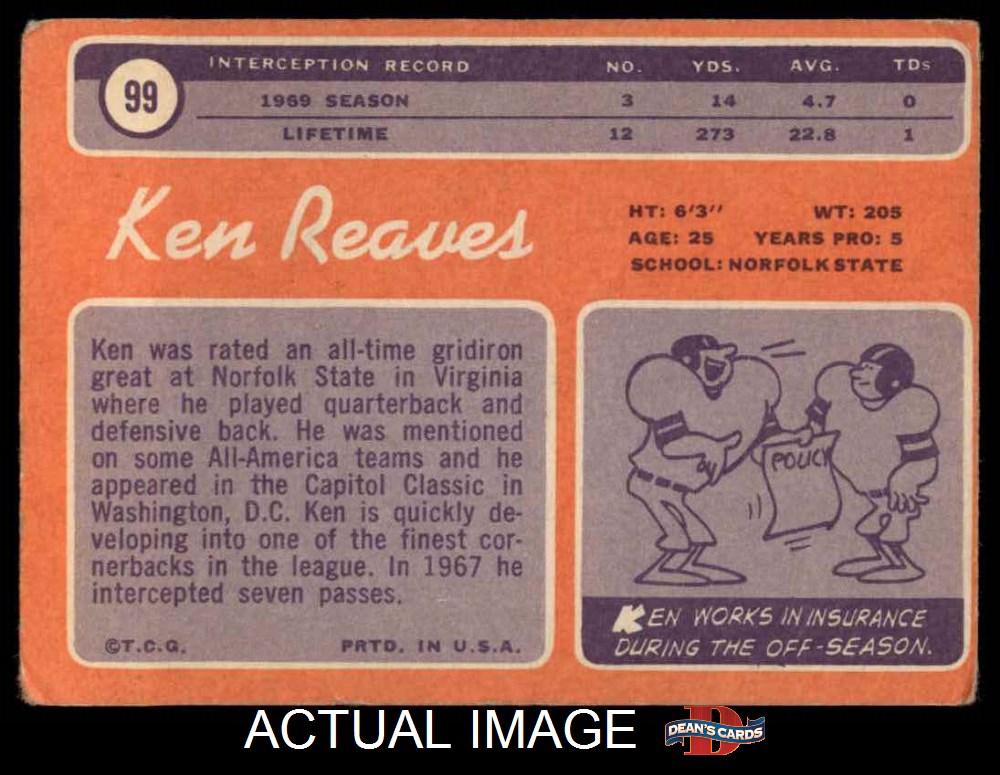 INTERCEPTION RECORD NO. YDS. AVG. TDs
99
1969 SEASON 3 14 4.7 0
LIFETIME 12 273 22.8 1
Ken Reaves
HT: 6'3'' WT: 205
AGE: 25 YEARS PRO: 5
SCHOOL: NORFOLK STATE
Ken was rated an all-time gridiron
great at Norfolk State in Virginia
where he played quarterback and
defensive back. He was mentioned
on some All-America teams and he
appeared in the Capitol Classic in
Washington, D.C. Ken is quickly de-
veloping into one of the finest cor-
nerbacks in the league. In 1967 he
intercepted seven passes.
©T.C.G. PRTD. IN U.S.A.
POLICY
KEN WORKS IN INSURANCE
DURING THE OFF-SEASON.
ACTUAL IMAGE
DEAN'S CARDS